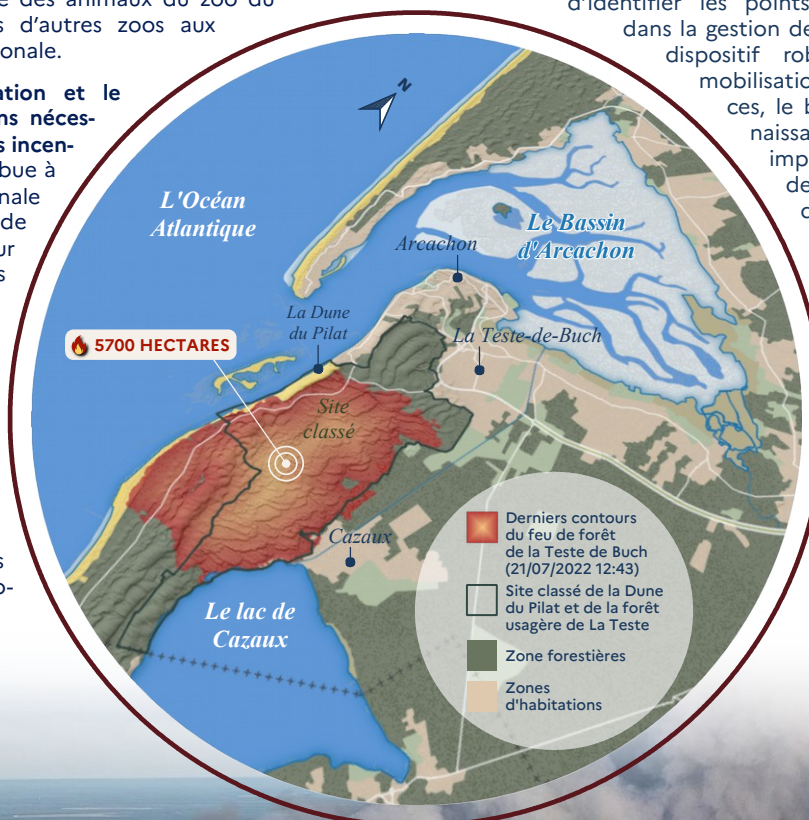 e des animaux du zoo du
s d'autres zoos aux
onale.
ation et le
ns néces-
s incen-
bue à
nale
de
ur
s
s
o-
d'identifier les points
dans la gestion de
dispositif rob
mobilisatio
ces, le b
naissa
imp
de
N
L'Océan
Atlantique
Le Bassin
d'Arcachon
Arcachon
La Dune
du Pilat
La Teste-de-Buch
5700 HECTARES
Site
classé
Cazaux
Le lac de
Cazaux
Derniers contours
du feu de forêt
de la Teste de Buch
(21/07/2022 12:43)
Site classé de la Dune
du Pilat et de la forêt
usagère de La Teste
Zone forestières
Zones
d'habitations